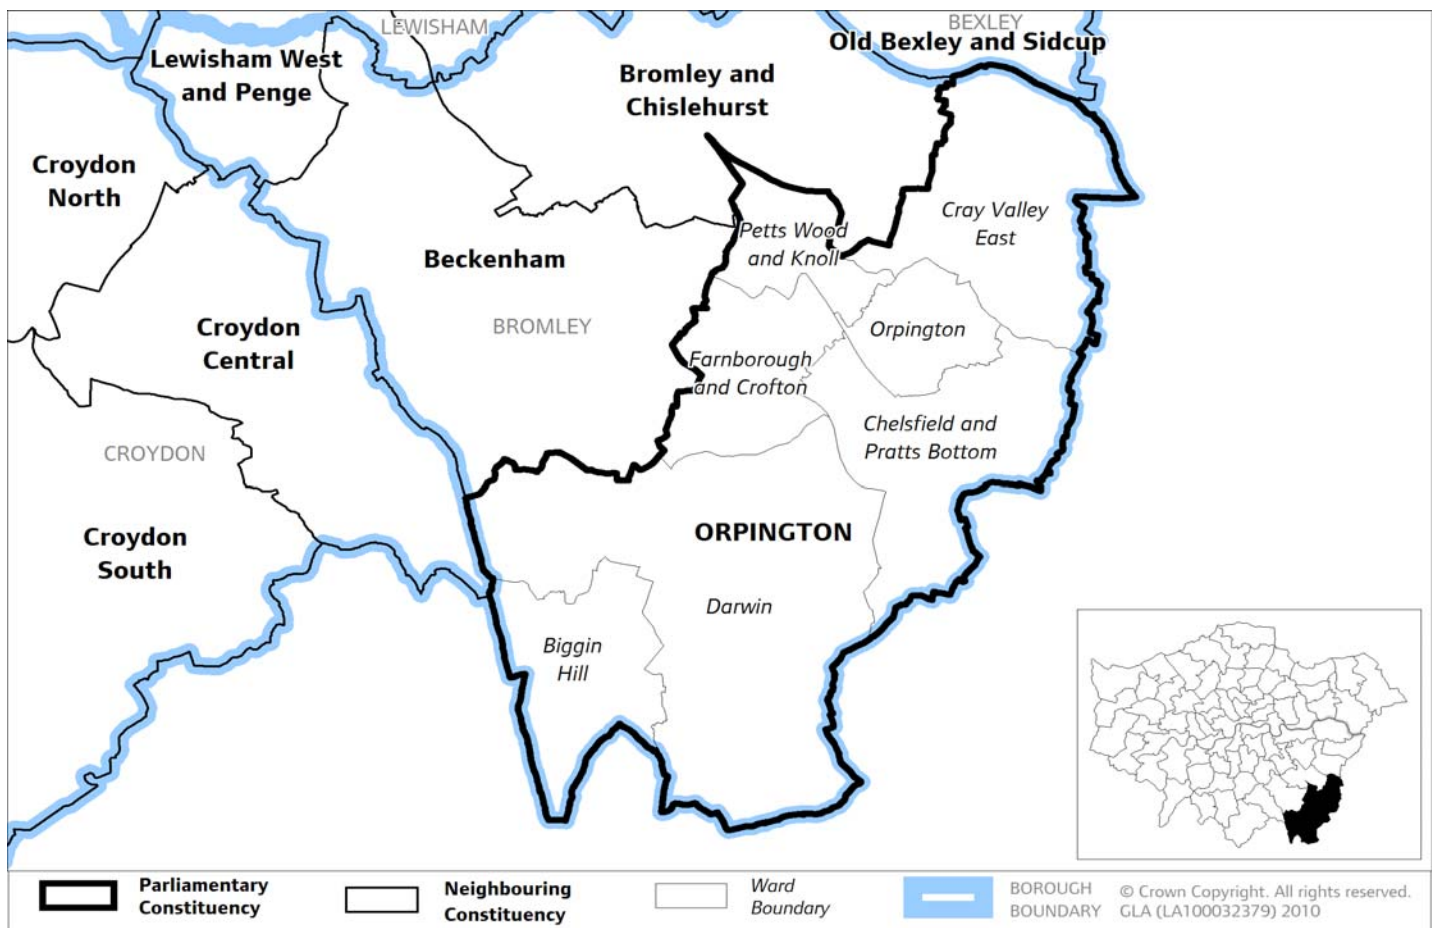 LEWISHAM
BEXLEY
Old Bexley and Sidcup
Lewisham West
and Penge
Bromley and
Chislehurst
Croydon
North
Cray Valley
East
Petts Wood
and Knoll
Beckenham
BROMLEY
Croydon
Central
Orpington
Farnborough
and Crofton
Chelsfield and
Pratts Bottom
CROYDON
ORPINGTON
Croydon
South
Darwin
Biggin
Hill
Parliamentary
Constituency
Neighbouring
Constituency
Ward
Boundary
BOROUGH
BOUNDARY
© Crown Copyright. All rights reserved.
GLA (LA100032379) 2010